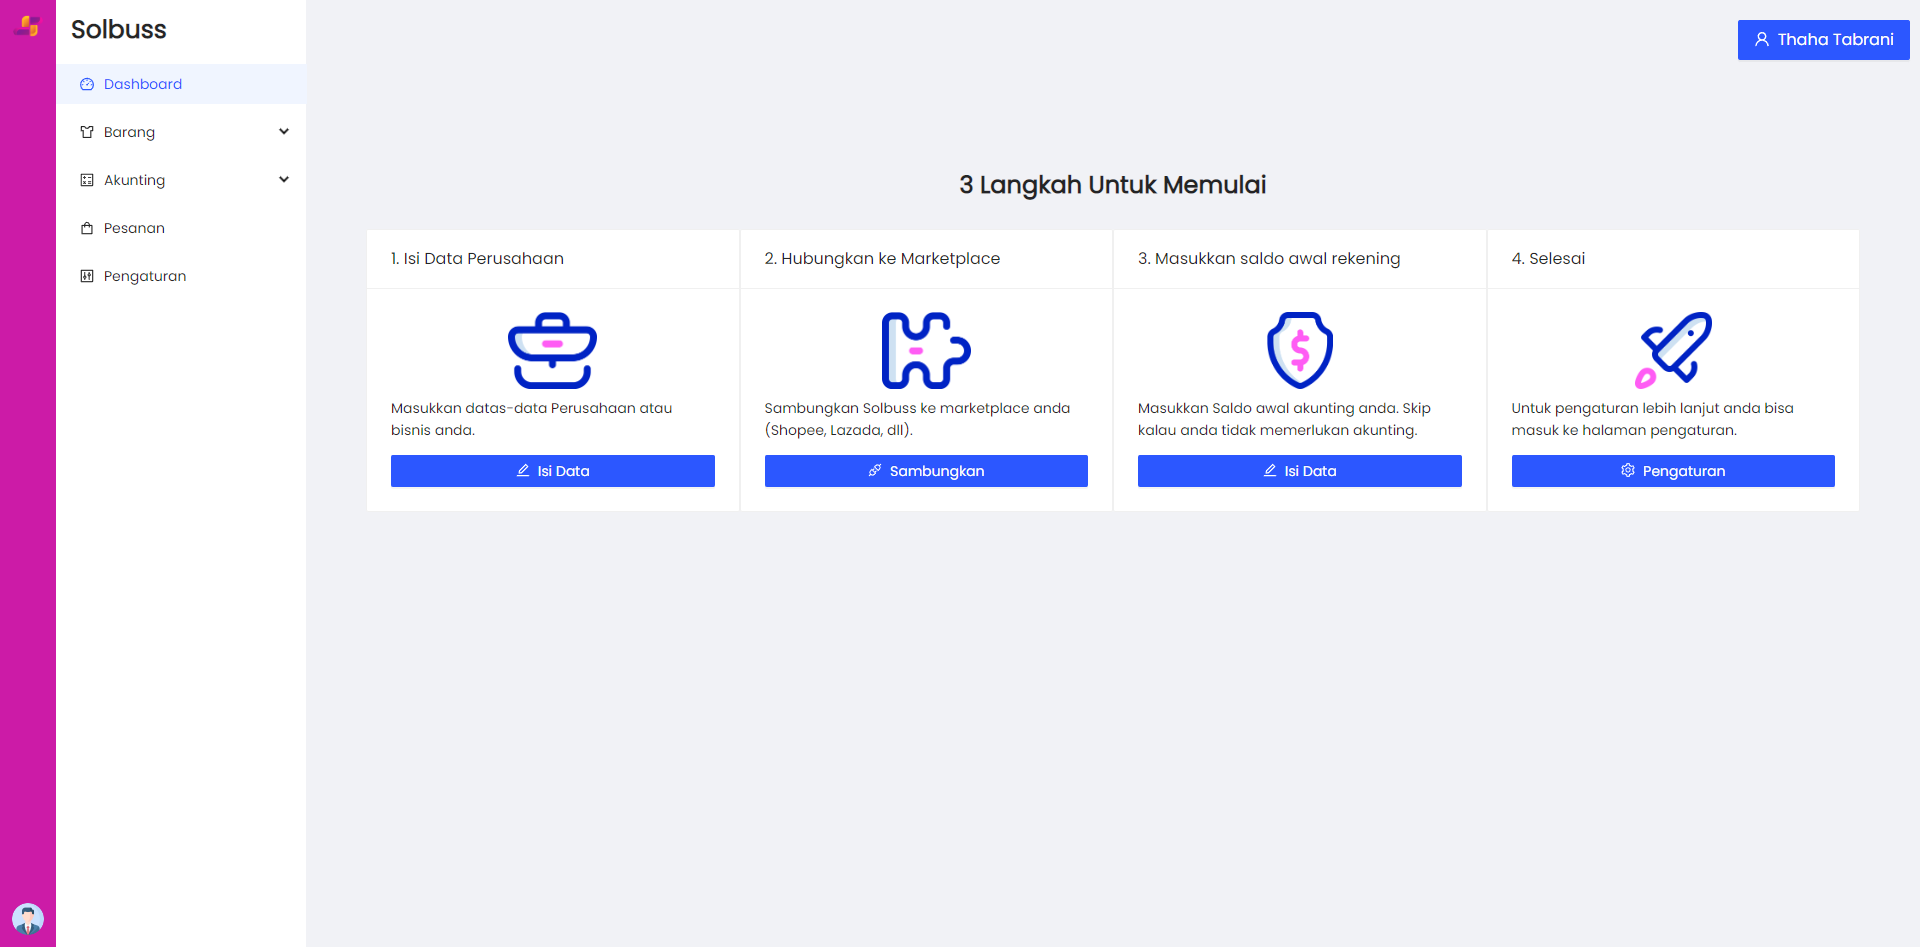 Solbuss
Thaha Tabrani
Dashboard
Barang
Akunting
Pesanan
Pengaturan
3 Langkah Untuk Memulai
1. Isi Data Perusahaan
Masukkan datas-data Perusahaan atau
bisnis anda.
Isi Data
2. Hubungkan ke Marketplace
Sambungkan Solbuss ke marketplace anda
(Shopee, Lazada, dll).
Sambungkan
3. Masukkan saldo awal rekening
$
Masukkan Saldo awal akunting anda. Skip
kalau anda tidak memerlukan akunting.
Isi Data
4. Selesai
Untuk pengaturan lebih lanjut anda bisa
masuk ke halaman pengaturan.
Pengaturan